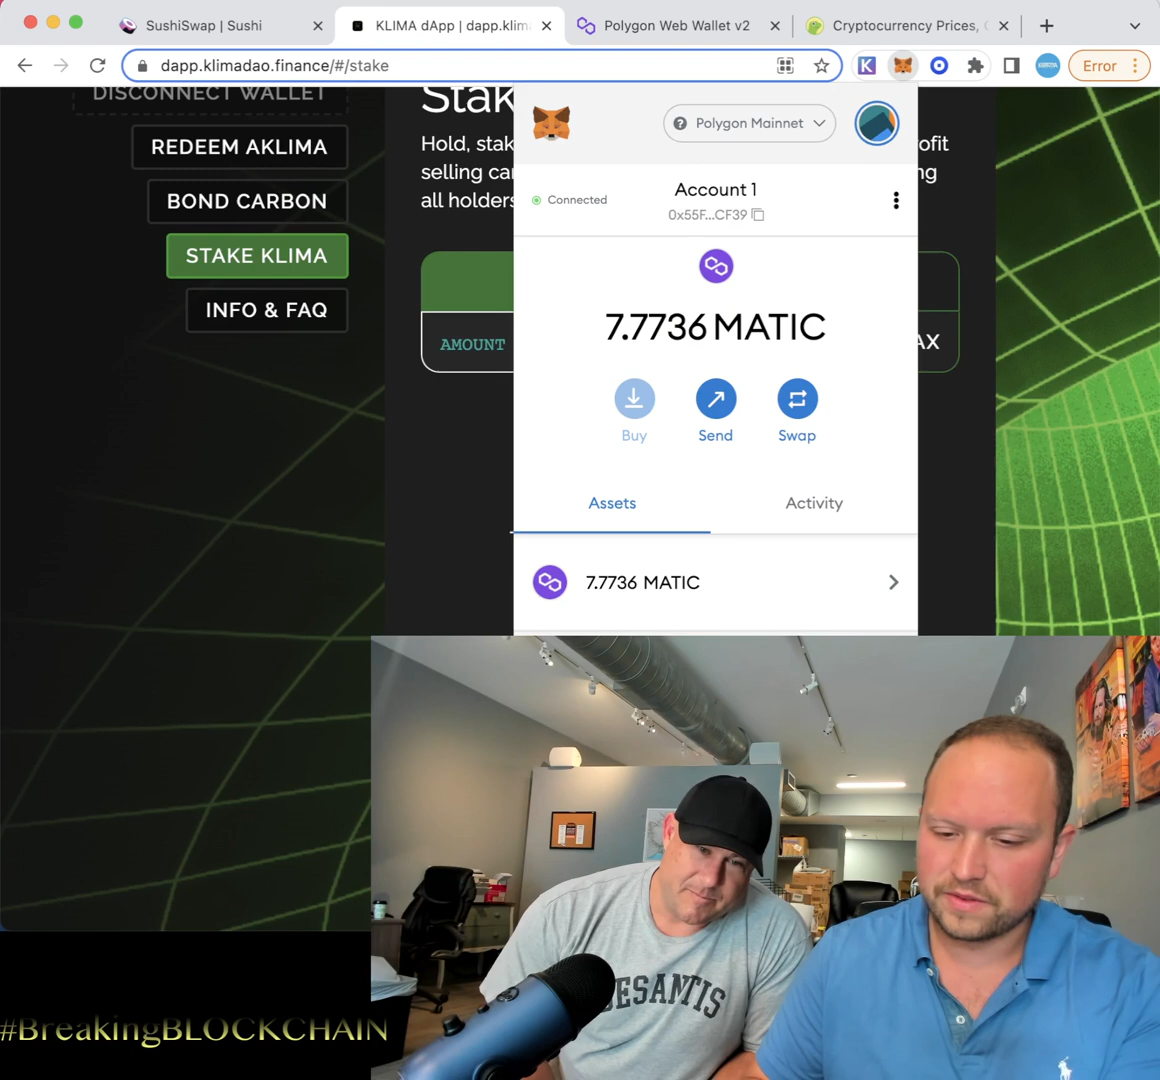 SushiSwap | Sushi
KLIMA dApp | dapp.klima
Polygon Web Wallet v2
Cryptocurrency Prices,
dapp.klimadao.finance/#/stake
K
Error
DISCONNECT WALLET
REDEEM AKLIMA
BOND CARBON
STAKE KLIMA
INFO & FAQ
Stak
Hold, stak
selling ca
all holders
ofit
ng
AMOUNT
AX
Polygon Mainnet
Connected
Account 1
0x55F...CF39
7.7736 MATIC
Buy
Send
Swap
Assets
Activity
7.7736 MATIC
ESANTIS
#BreakingBLOCKCHAIN